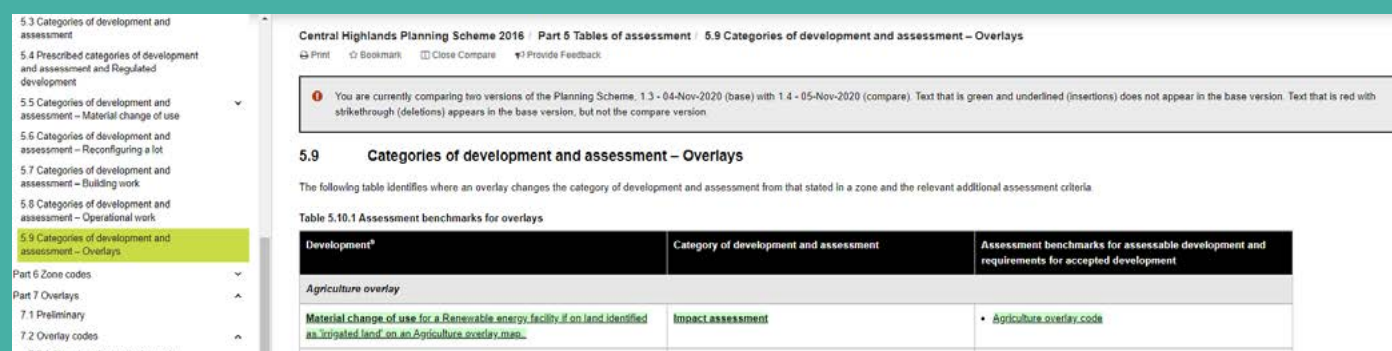 5.3 Categories of development and
assessment
5.4 Prescribed categories of development
and assessment and Regulated
development
5.5 Categories of development and
assessment – Material change of use
5.6 Categories of development and
assessment – Reconfiguring a lot
5.7 Categories of development and
assessment – Building work
5.8 Categories of development and
assessment – Operational work
5.9 Categories of development and
assessment – Overlays
Part 6 Zone codes
Part 7 Overlays
7.1 Preliminary
7.2 Overlay codes
Central Highlands Planning Scheme 2016 / Part 5 Tables of assessment / 5.9 Categories of development and assessment – Overlays
Print Bookmark Close Compare Provide Feedback
You are currently comparing two versions of the Planning Scheme, 1.3 - 04-Nov-2020 (base) with 1.4 - 05-Nov-2020 (compare). Text that is green and underlined (insertions) does not appear in the base version. Text that is red with
strikethrough (deletions) appears in the base version, but not the compare version.
5.9 Categories of development and assessment – Overlays
The following table identifies where an overlay changes the category of development and assessment from that stated in a zone and the relevant additional assessment criteria.
Table 5.10.1 Assessment benchmarks for overlays
Development Category of development and assessment Assessment benchmarks for assessable development and
requirements for accepted development
Agriculture overlay
Material change of use for a Renewable energy facility if on land identified Impact assessment • Agriculture overlay code
as 'irrigated land' on an Agriculture overlay map.